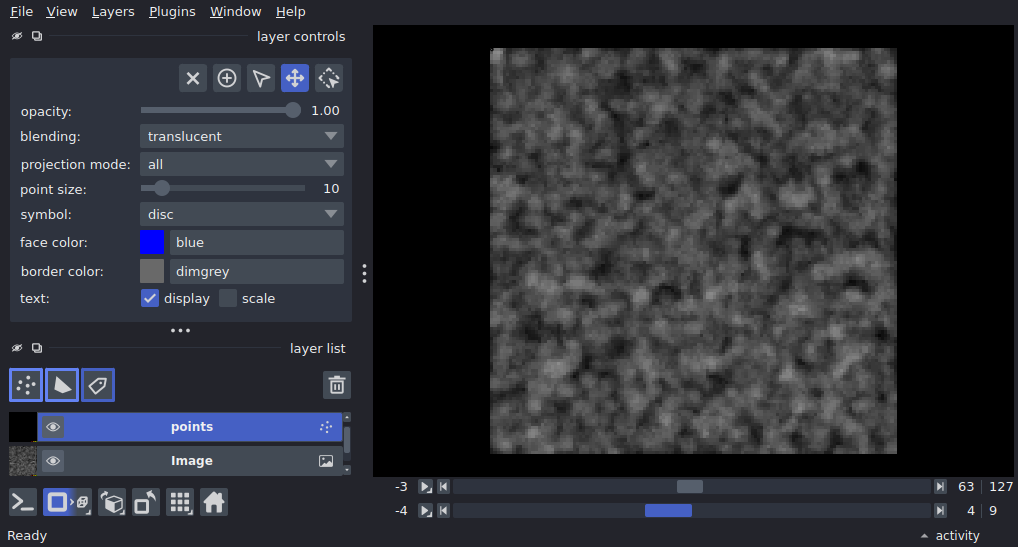 File View Layers Plugins Window Help
layer controls
opacity: 1.00
blending: translucent
projection mode: all
point size: 10
symbol: disc
face color: blue
border color: dimgrey
text: display scale
layer list
points
Image
-3 63 127
-4 4 9
Ready activity